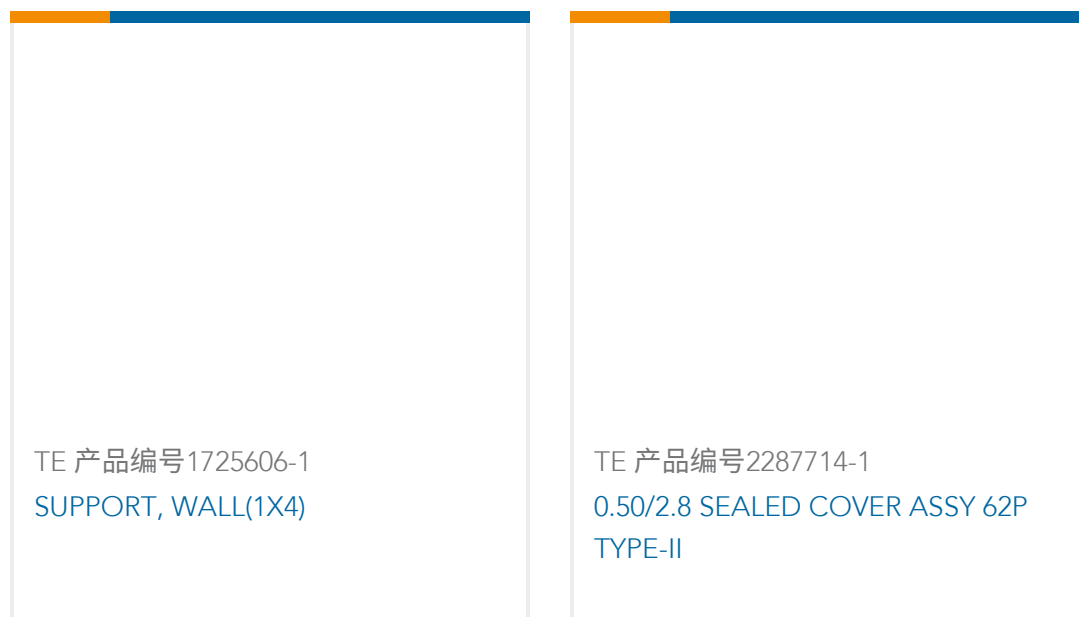 TE 产品编号1725606-1
SUPPORT, WALL(1X4)
TE 产品编号2287714-1
0.50/2.8 SEALED COVER ASSY 62P
TYPE-II